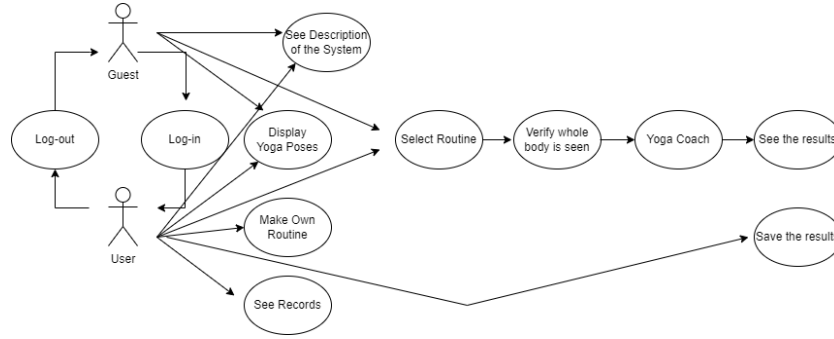 See Description
of the System
Guest
Log-out
Log-in
Display
Yoga Poses
Select Routine
Verify whole
body is seen
Yoga Coach
See the results
Make Own
Routine
User
Save the results
See Records